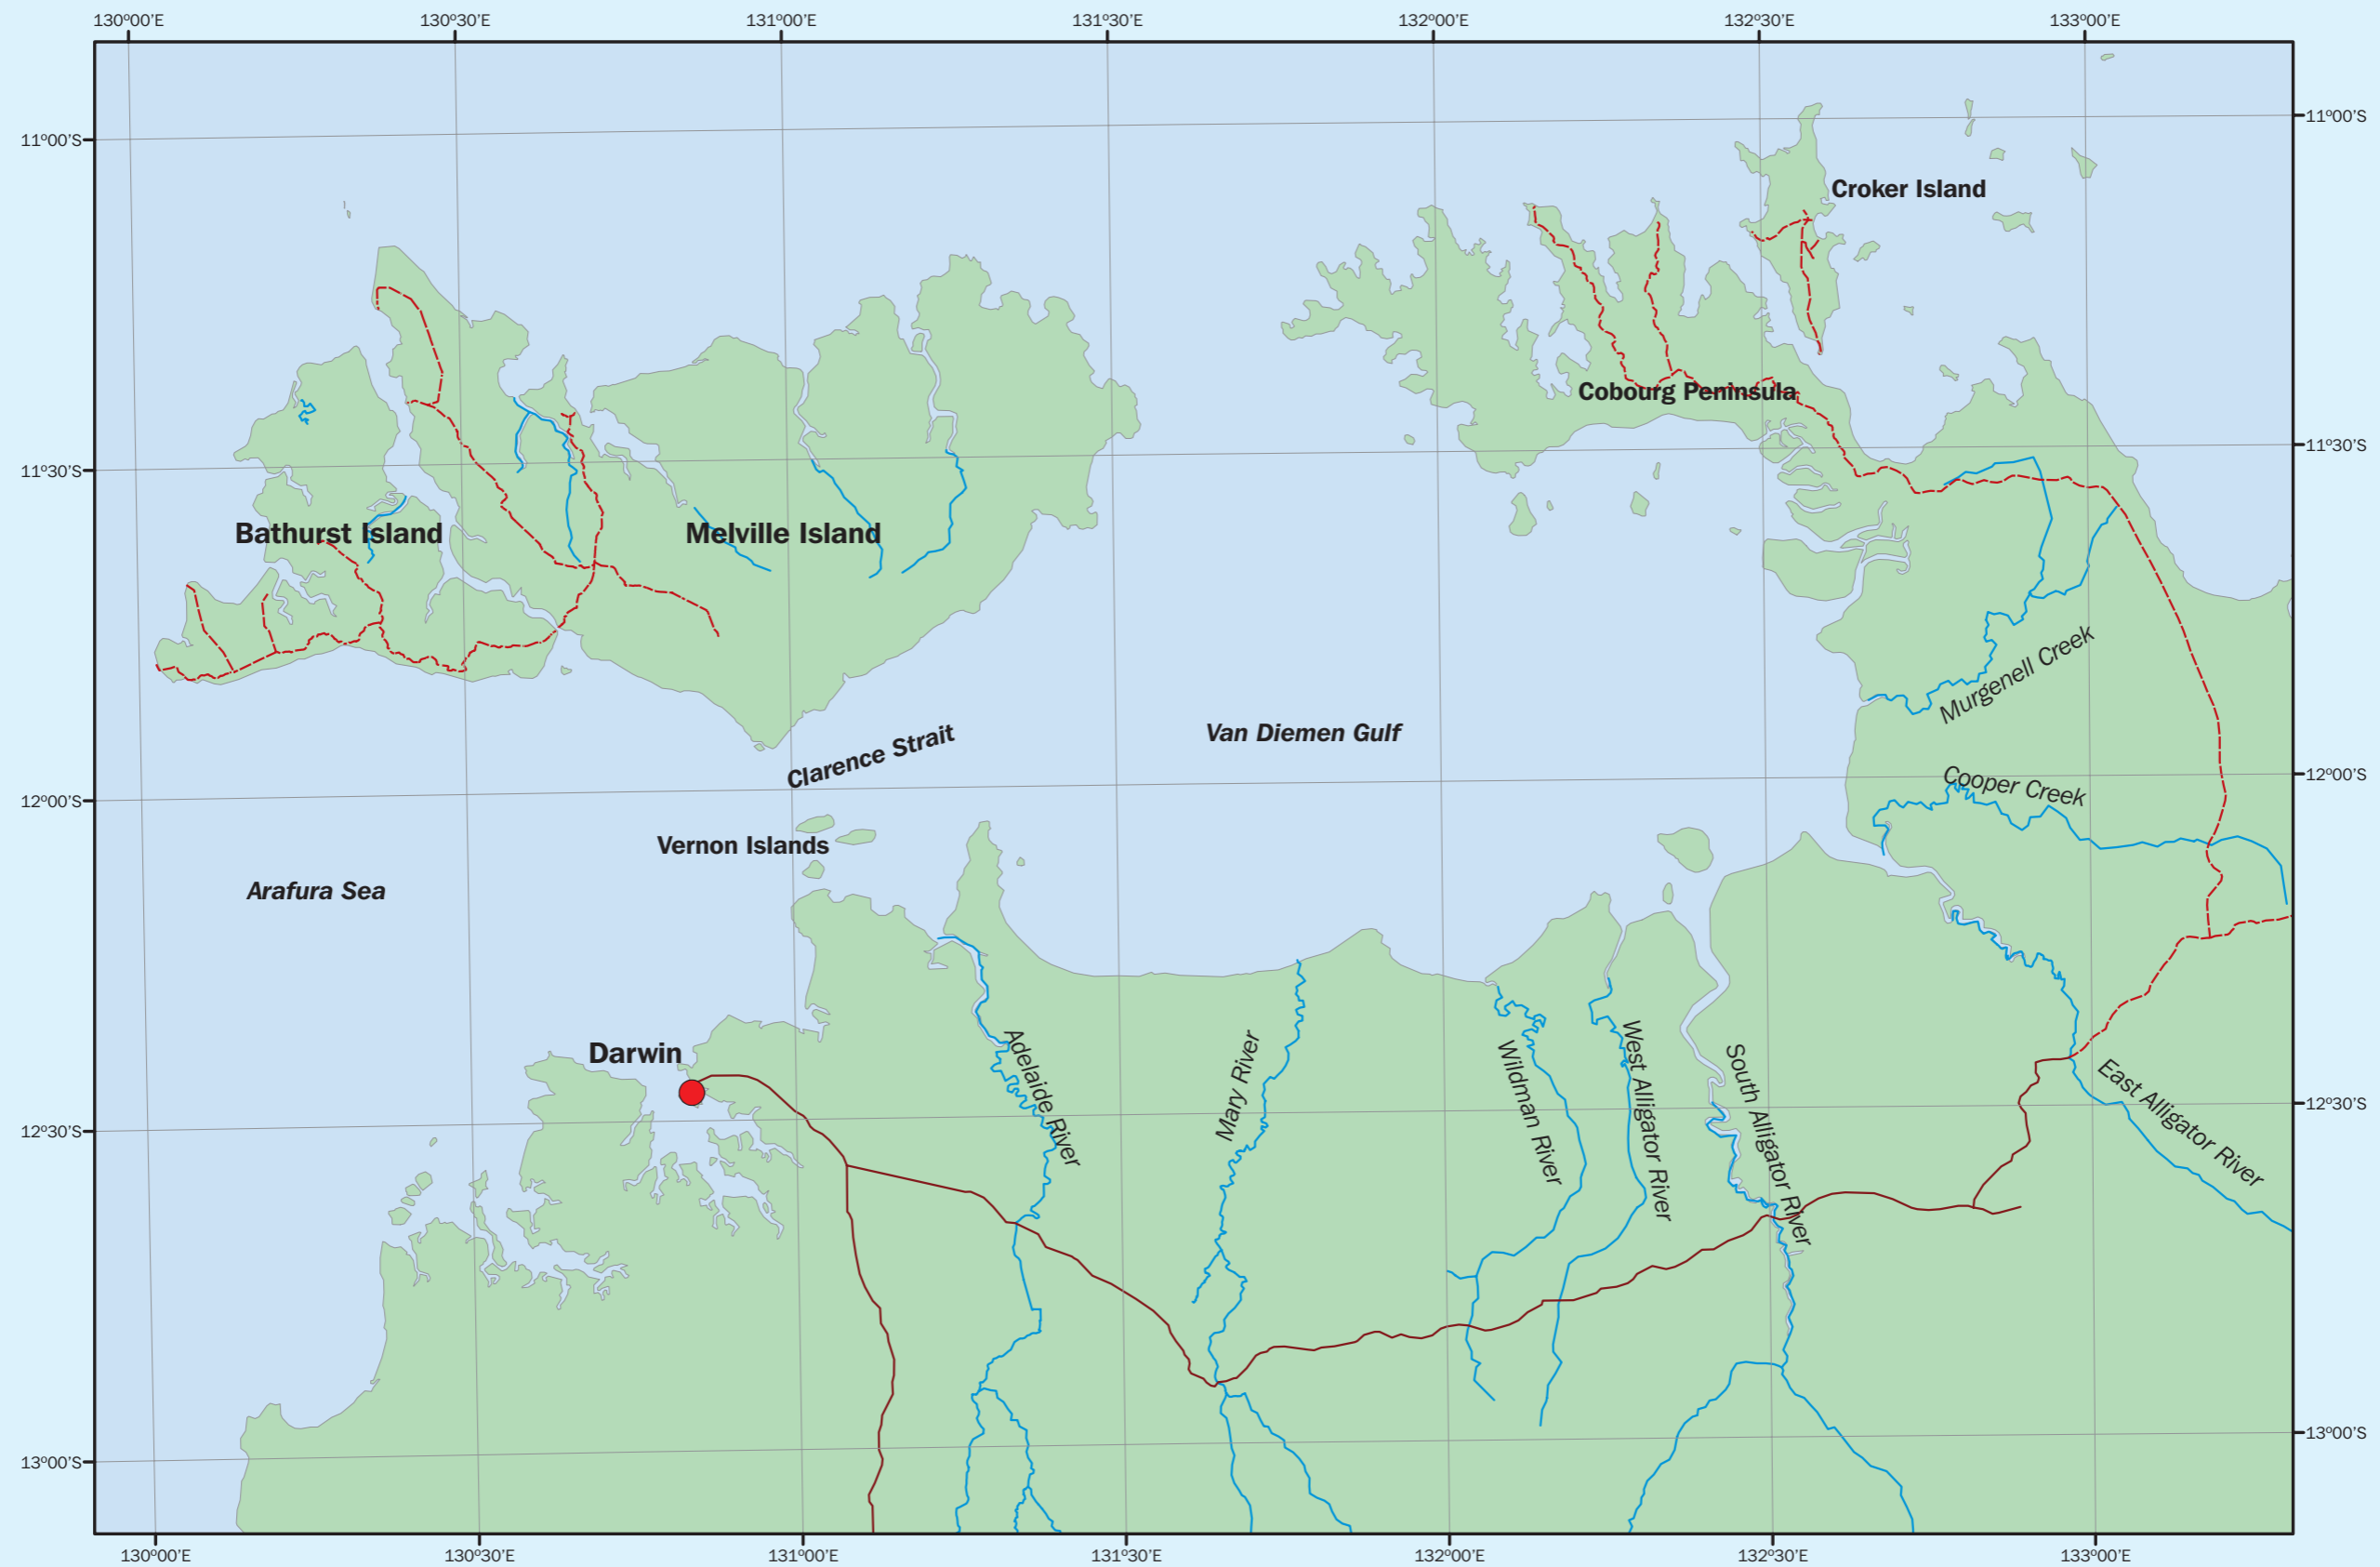 130°00'E
130°30'E
131°00'E
131°30'E
132°00'E
132°30'E
133°00'E
11°00'S
11°00'S
Croker Island
Cobourg Peninsula
11°30'S
11°30'S
Bathurst Island
Melville Island
Murgenell Creek
Clarence Strait
Van Diemen Gulf
12°00'S
Cooper Creek
12°00'S
Vernon Islands
Arafura Sea
Darwin
Adelaide River
Mary River
Wildman River
West Alligator River
South Alligator River
East Alligator River
12°30'S
12°30'S
13°00'S
13°00'S
130°00'E
130°30'E
131°00'E
131°30'E
132°00'E
132°30'E
133°00'E